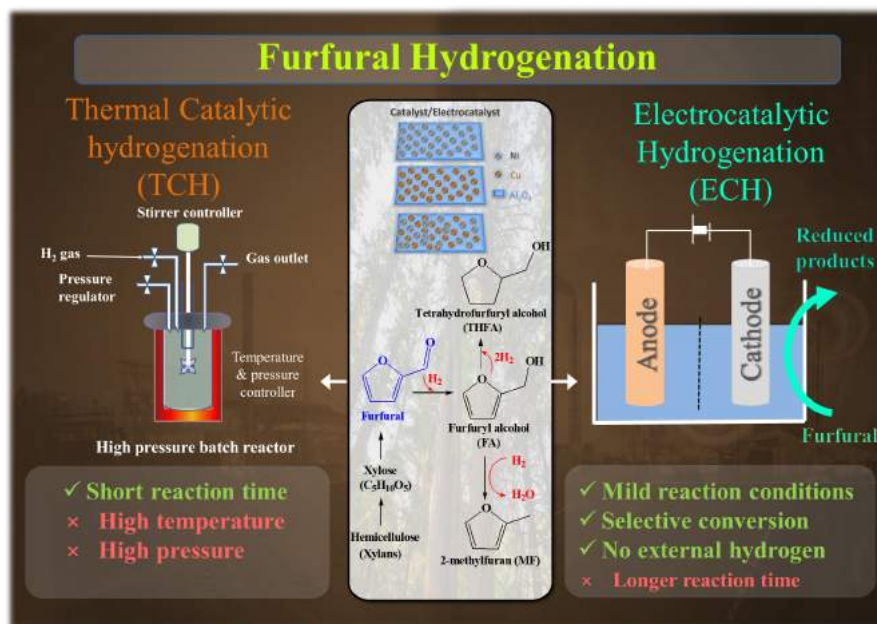 Furfural Hydrogenation
Thermal Catalytic
hydrogenation
(TCH)
Stirrer controller
H₂ gas
Gas outlet
Pressure
regulator
Temperature
& pressure
controller
High pressure batch reactor
✓ Short reaction time
× High temperature
× High pressure
Catalyst/Electrocatalyst
Ni
Cu
Al₂O₃
OH
O
Tetrahydrofurfuryl alcohol
(THFA)
2H₂
OH
O
O
H₂
O
Furfural
Furfuryl alcohol
(FA)
Xylose
(C₅H₁₀O₅)
H₂
H₂O
Hemicellulose
(Xylans)
O
2-methylfuran (MF)
Electrocatalytic
Hydrogenation
(ECH)
Reduced
products
Anode
Cathode
Furfural
✓ Mild reaction conditions
✓ Selective conversion
✓ No external hydrogen
× Longer reaction time